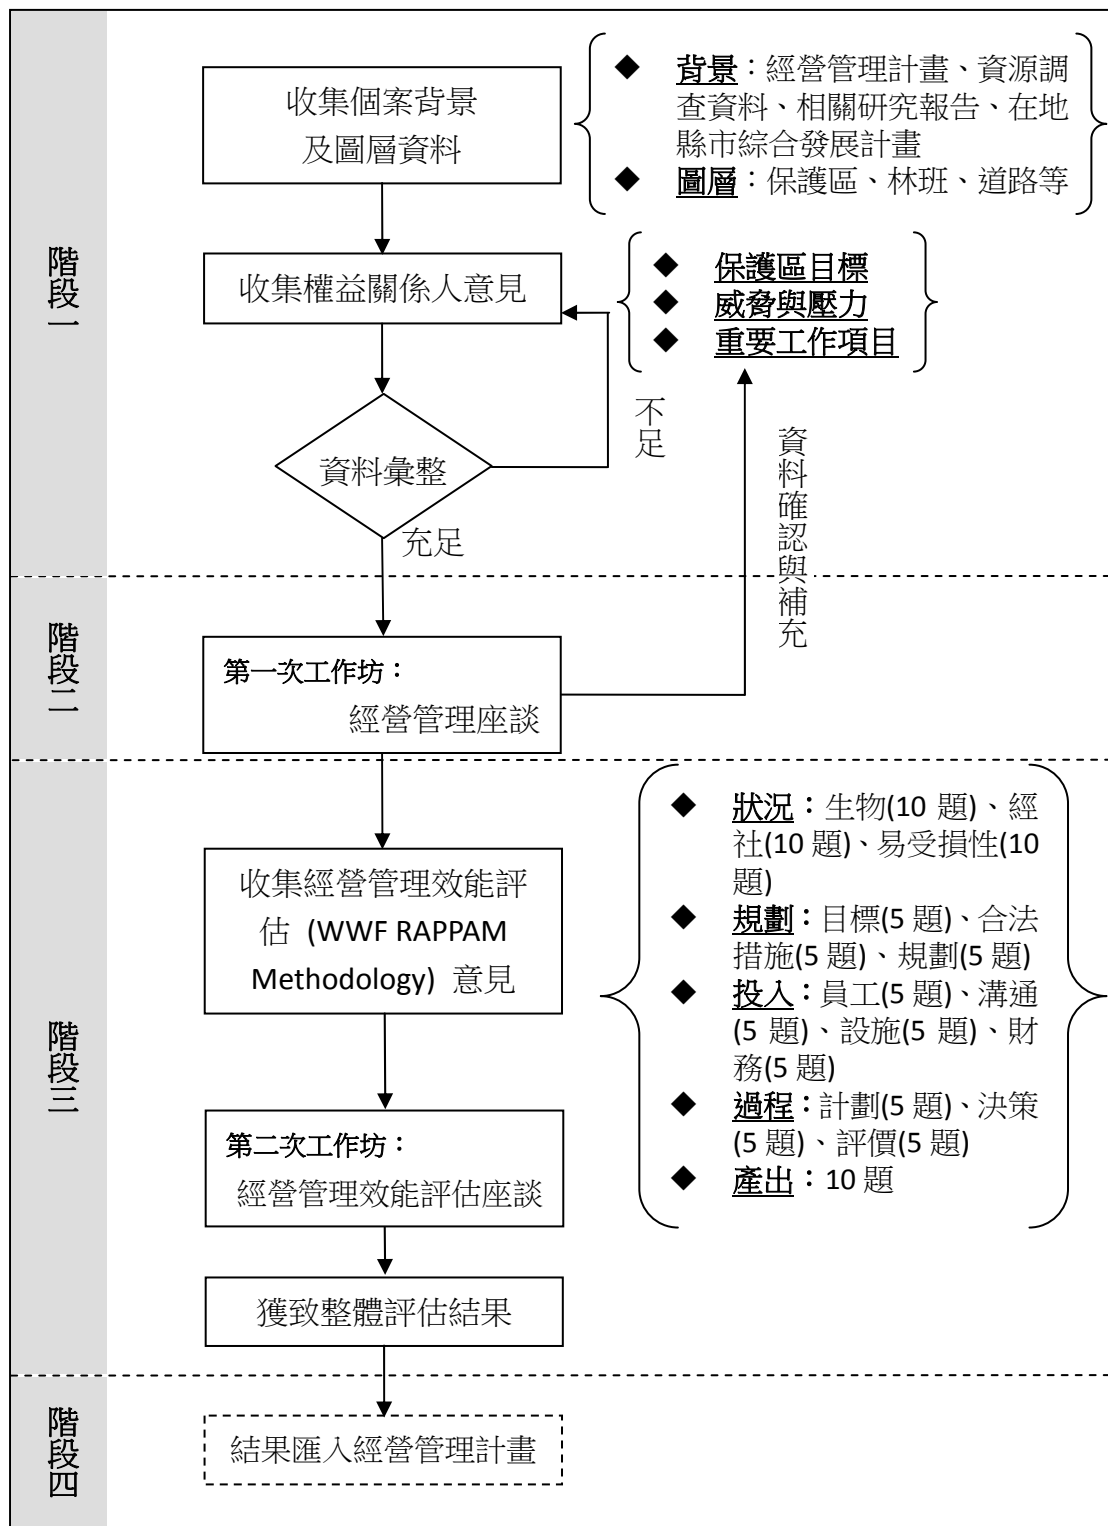 階段一
收集個案背景
及圖層資料
◆ 背景：經營管理計畫、資源調
查資料、相關研究報告、在地
縣市綜合發展計畫
◆ 圖層：保護區、林班、道路等
收集權益關係人意見
◆ 保護區目標
◆ 威脅與壓力
◆ 重要工作項目
不足
資料彙整
充足
資料確認與補充
階段二
第一次工作坊：
經營管理座談
階段三
收集經營管理效能評
估 (WWF RAPPAM
Methodology) 意見
◆ 狀況：生物(10 題)、經
社(10 題)、易受損性(10
題)
◆ 規劃：目標(5 題)、合法
措施(5 題)、規劃(5 題)
◆ 投入：員工(5 題)、溝通
(5 題)、設施(5 題)、財
務(5 題)
◆ 過程：計劃(5 題)、決策
(5 題)、評價(5 題)
◆ 產出：10 題
第二次工作坊：
經營管理效能評估座談
獲致整體評估結果
階段四
結果匯入經營管理計畫